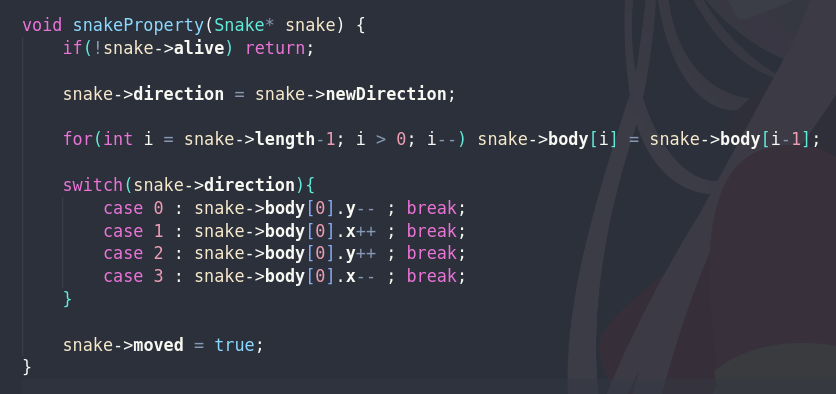 void snakeProperty(Snake* snake) {
    if(!snake->alive) return;

    snake->direction = snake->newDirection;

    for(int i = snake->length-1; i > 0; i--) snake->body[i] = snake->body[i-1];

    switch(snake->direction){
        case 0 : snake->body[0].y-- ; break;
        case 1 : snake->body[0].x++ ; break;
        case 2 : snake->body[0].y++ ; break;
        case 3 : snake->body[0].x-- ; break;
    }

    snake->moved = true;
}